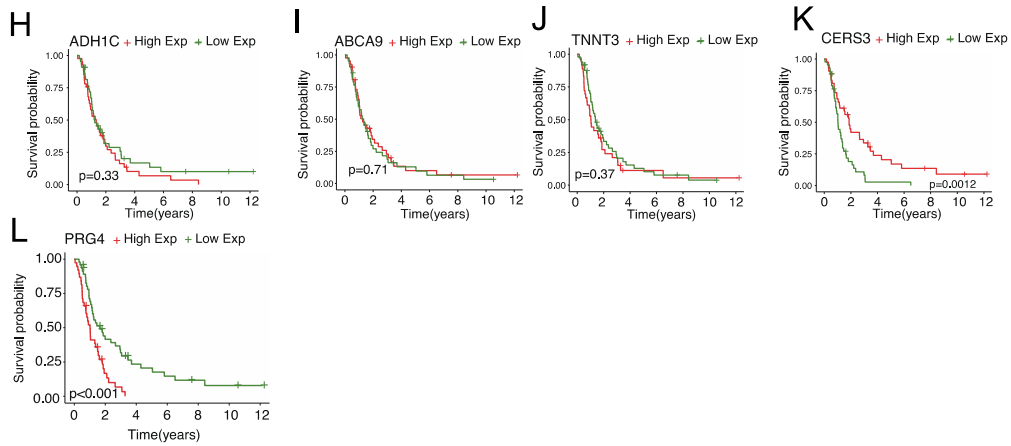 H
ADH1C High Exp Low Exp
Survival probability
1.00
0.75
0.50
0.25
0.00
p=0.33
0 2 4 6 8 10 12
Time(years)
I
ABCA9 High Exp Low Exp
Survival probability
1.00
0.75
0.50
0.25
0.00
p=0.71
0 2 4 6 8 10 12
Time(years)
J
TNNT3 High Exp Low Exp
Survival probability
1.00
0.75
0.50
0.25
0.00
p=0.37
0 2 4 6 8 10 12
Time(years)
K
CERS3 High Exp Low Exp
Survival probability
1.00
0.75
0.50
0.25
0.00
p=0.0012
0 2 4 6 8 10 12
Time(years)
L
PRG4 High Exp Low Exp
Survival probability
1.00
0.75
0.50
0.25
0.00
p<0.001
0 2 4 6 8 10 12
Time(years)